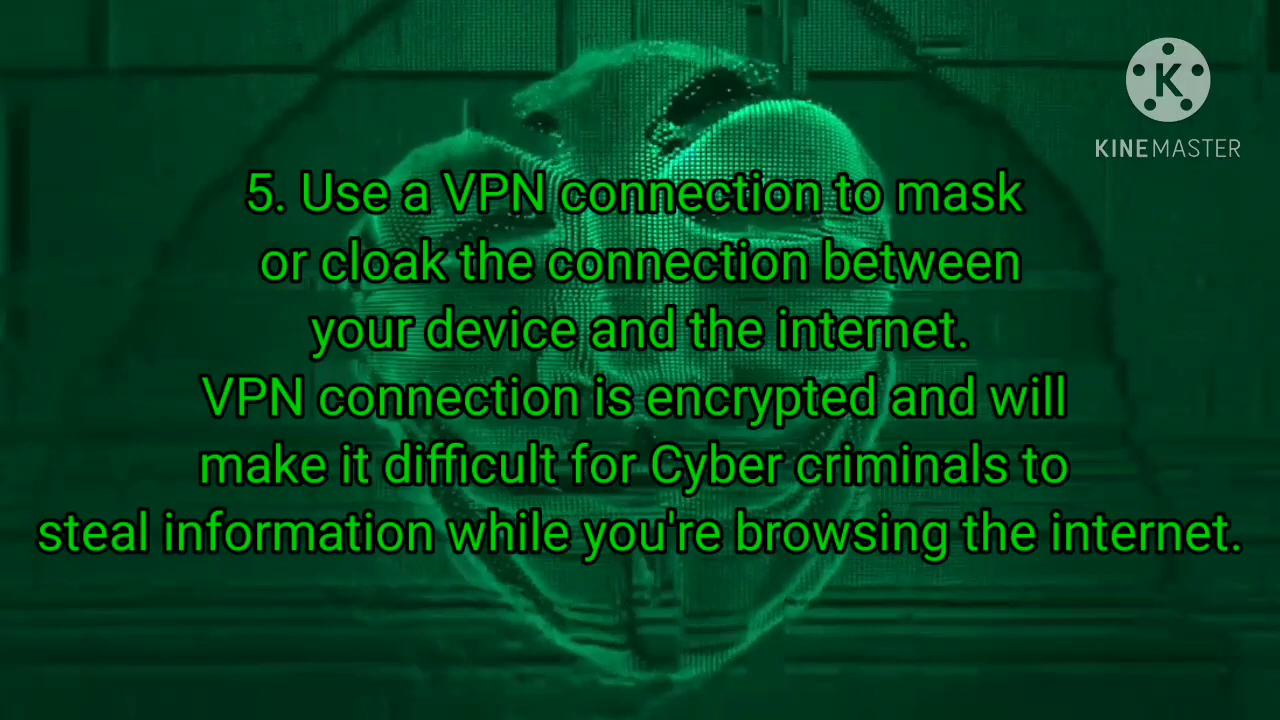 KINEMASTER
5. Use a VPN connection to mask
or cloak the connection between
your device and the internet.
VPN connection is encrypted and will
make it difficult for Cyber criminals to
steal information while you're browsing the internet.